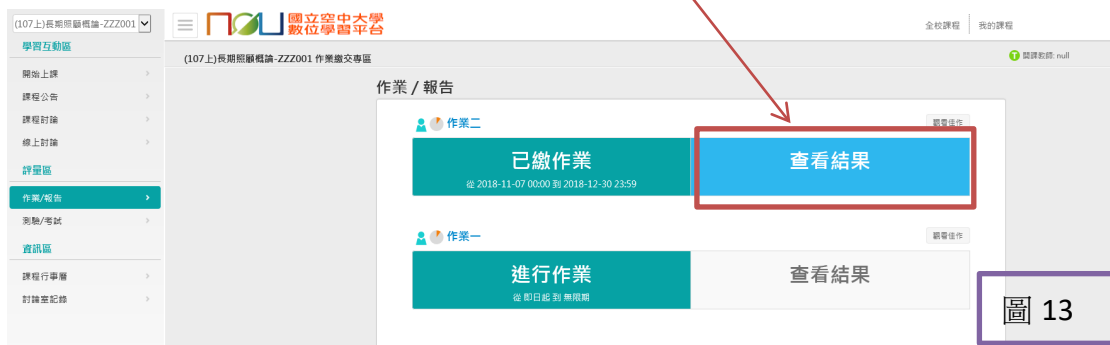 (107上)長期照顧概論-ZZZ001
nou 國立空中大學
數位學習平台
全校課程
我的課程
學習互動區
開始上課
課程公告
課程討論
線上討論
評量區
作業/報告
測驗/考試
資訊區
課程行事曆
討論室記錄
(107上)長期照顧概論-ZZZ001 作業繳交專區
T 開課教師: null
作業 / 報告
作業二
觀看佳作
已繳作業
從 2018-11-07 00:00 到 2018-12-30 23:59
查看結果
作業一
觀看佳作
進行作業
從 即日起 到 無限期
查看結果
圖 13